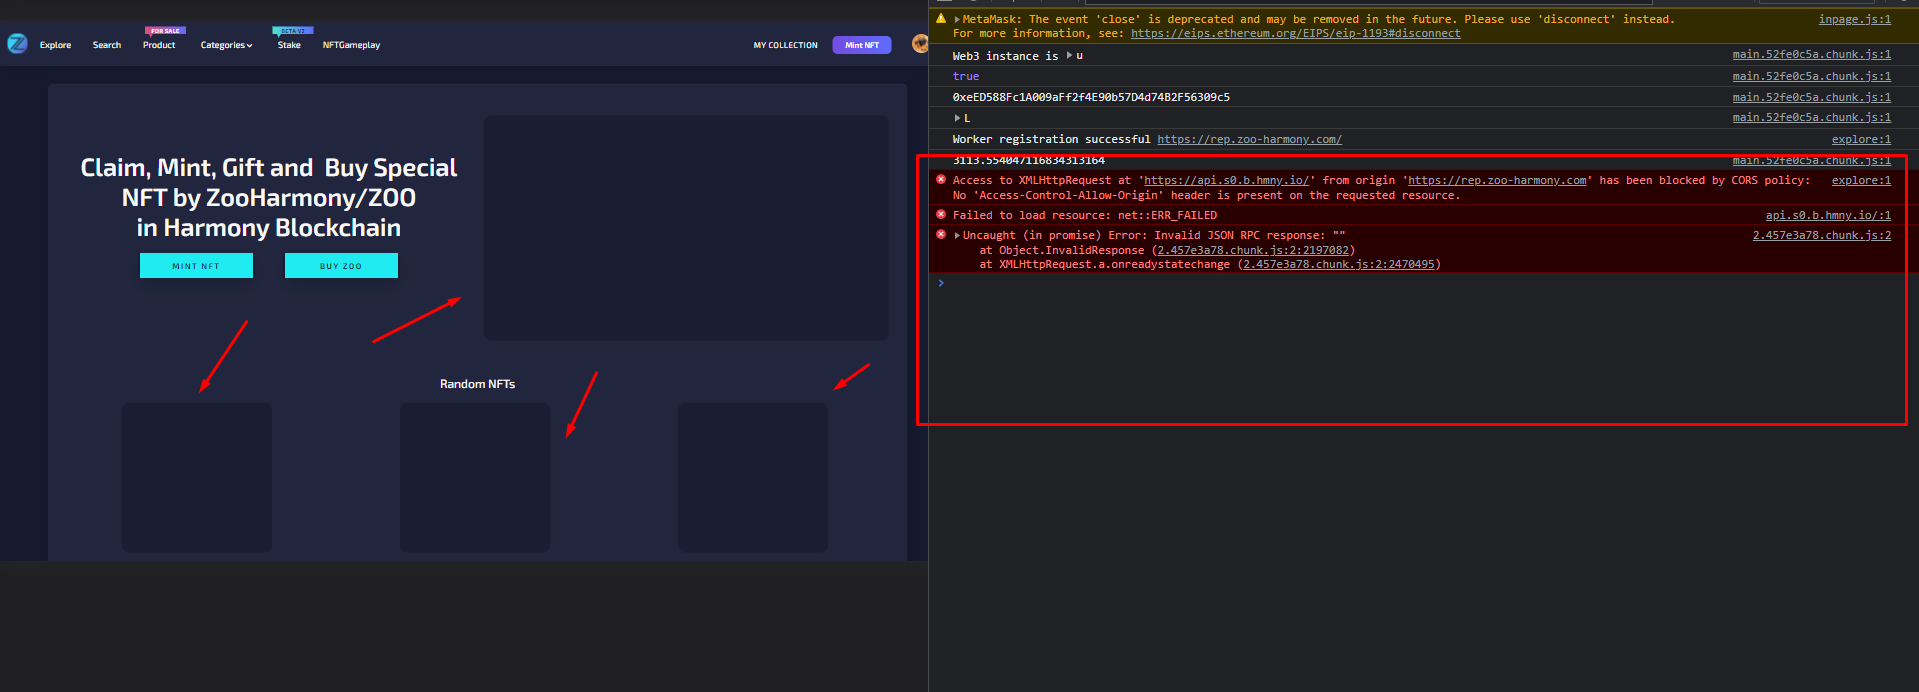 FOR SALE
BETA V2
Explore
Search
Product
Categories
Stake
NFTGameplay
MY COLLECTION
Mint NFT
Claim, Mint, Gift and Buy Special
NFT by ZooHarmony/ZOO
in Harmony Blockchain
MINT NFT
BUY ZOO
Random NFTs
MetaMask: The event 'close' is deprecated and may be removed in the future. Please use 'disconnect' instead. inpage.js:1
For more information, see: https://eips.ethereum.org/EIPS/eip-1193#disconnect
Web3 instance is ▶ u main.52fe0c5a.chunk.js:1
true main.52fe0c5a.chunk.js:1
0xeED588Fc1A009aFf2f4E90b57D4d74B2F56309c5 main.52fe0c5a.chunk.js:1
▶ L main.52fe0c5a.chunk.js:1
Worker registration successful https://rep.zoo-harmony.com/ explore:1
3113.554047116834313164 main.52fe0c5a.chunk.js:1
Access to XMLHttpRequest at 'https://api.s0.b.hmny.io/' from origin 'https://rep.zoo-harmony.com' has been blocked by CORS policy: explore:1
No 'Access-Control-Allow-Origin' header is present on the requested resource.
Failed to load resource: net::ERR_FAILED api.s0.b.hmny.io/:1
Uncaught (in promise) Error: Invalid JSON RPC response: "" 2.457e3a78.chunk.js:2
at Object.InvalidResponse (2.457e3a78.chunk.js:2:2197082)
at XMLHttpRequest.a.onreadystatechange (2.457e3a78.chunk.js:2:2470495)